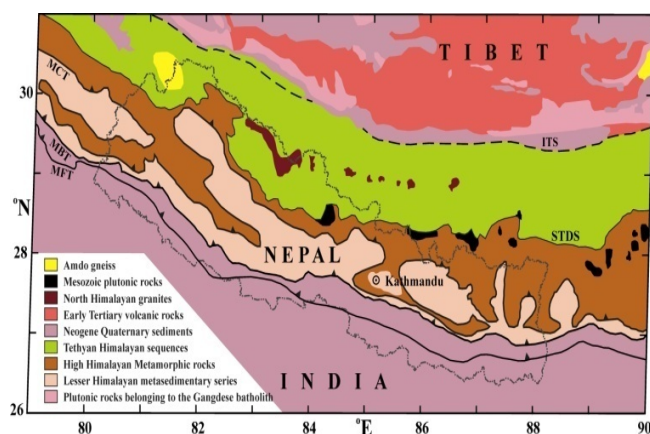 TIBET
MCT
30
ITS
MBT
MFT
°N
STDS
28
NEPAL
Kathmandu
Amdo gneiss
Mesozoic plutonic rocks
North Himalayan granites
Early Tertiary volcanic rocks
Neogene Quaternary sediments
Tethyan Himalayan sequences
High Himalayan Metamorphic rocks
Lesser Himalayan metasedimentary series
Plutonic rocks belonging to the Gangdese batholith
INDIA
26
80 82 84 °E 86 88 90